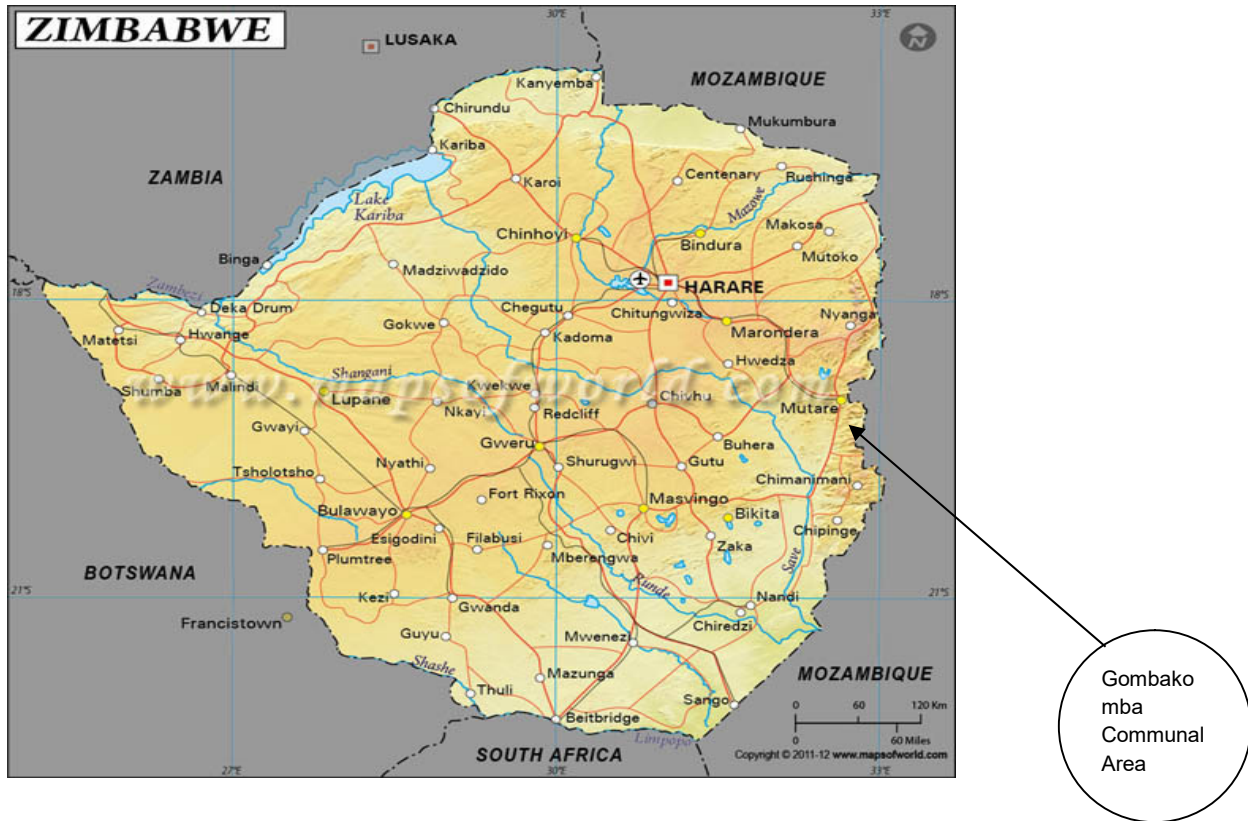 ZIMBABWE
30°E
33°E
LUSAKA
N
MOZAMBIQUE
Kanyemba
Chirundu
Mukumbura
Kariba
ZAMBIA
Karoi
Centenary
Rushinga
Lake
Kariba
Mazowe
Makosa
Chinhoyi
Bindura
Mutoko
Binga
Madziwadzido
HARARE
Zambezi
18°S
18°S
Deka Drum
Chegutu
Chitungwiza
Nyanga
Gokwe
Marondera
Matetsi
Hwange
Kadoma
Hwedza
Shangani
www.mapsofworld.com
Shumba
Malindi
Kwekwe
Lupane
Nkayi
Redcliff
Chivhu
Mutare
Gwayi
Gweru
Buhera
Nyathi
Shurugwi
Gutu
Tsholotsho
Chimanimani
Fort Rixon
Masvingo
Bulawayo
Bikita
Chipinge
Esigodini
Filabusi
Chivi
Zaka
Plumtree
Mberengwa
Save
BOTSWANA
Runde
21°S
21°S
Kezi
Gwanda
Nandi
Francistown
Chiredzi
Guyu
Mwenezi
Shashe
MOZAMBIQUE
Mazunga
Thuli
Sango
0 60 120 Km
Beitbridge
0 60 Miles
Limpopo
SOUTH AFRICA
Copyright © 2011-12 www.mapsofworld.com
27°E
30°E
33°E
Gombako
mba
Communal
Area